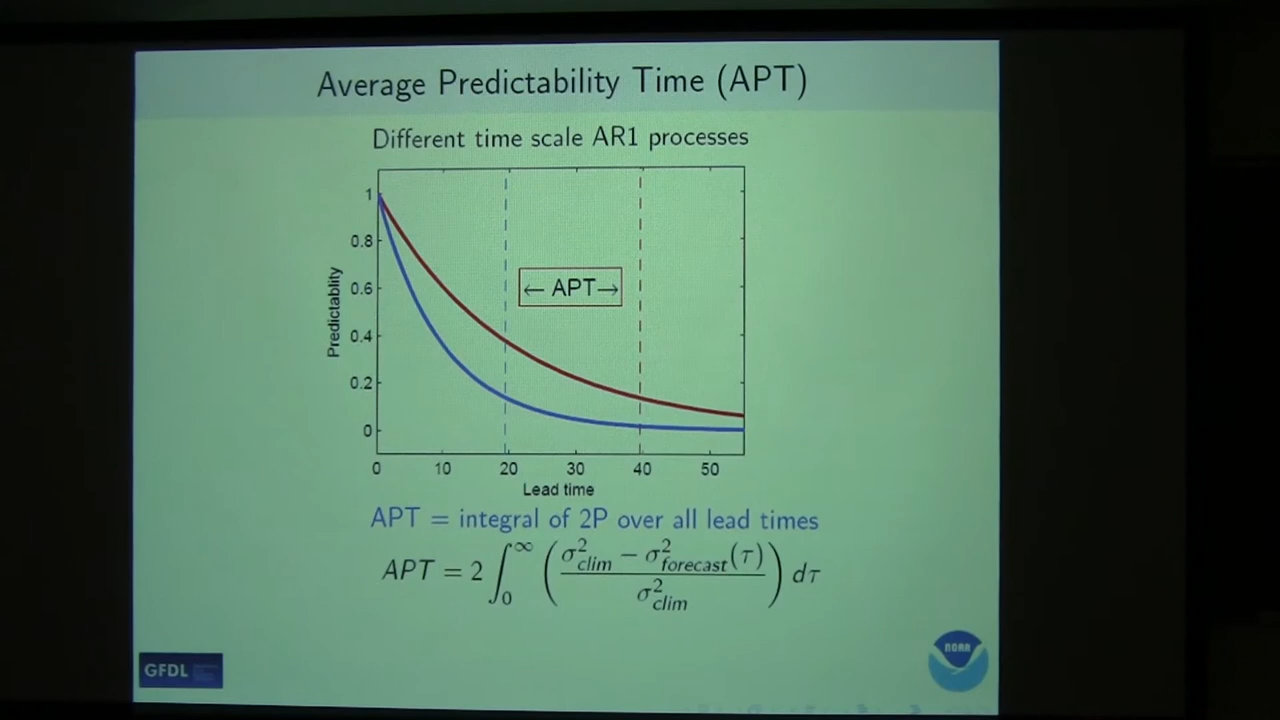 Average Predictability Time (APT)
Different time scale AR1 processes
1
0.8
0.6
0.4
0.2
0
Predictablity
← APT→
0 10 20 30 40 50
Lead time
APT = integral of 2P over all lead times
APT = 2 ∫₀^∞ ( (σ²_clim − σ²_forecast(τ)) / σ²_clim ) dτ
GFDL
NOAA